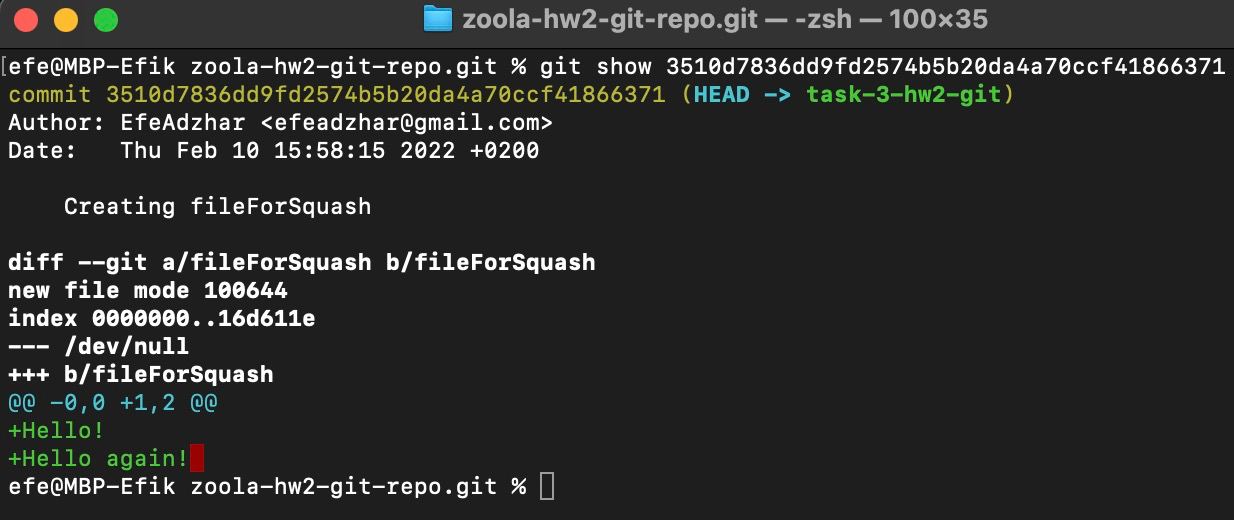 zoola-hw2-git-repo.git — -zsh — 100×35
[efe@MBP-Efik zoola-hw2-git-repo.git % git show 3510d7836dd9fd2574b5b20da4a70ccf41866371
commit 3510d7836dd9fd2574b5b20da4a70ccf41866371 (HEAD -> task-3-hw2-git)
Author: EfeAdzhar <efeadzhar@gmail.com>
Date:   Thu Feb 10 15:58:15 2022 +0200
    Creating fileForSquash
diff --git a/fileForSquash b/fileForSquash
new file mode 100644
index 0000000..16d611e
--- /dev/null
+++ b/fileForSquash
@@ -0,0 +1,2 @@
+Hello!
+Hello again!
efe@MBP-Efik zoola-hw2-git-repo.git %